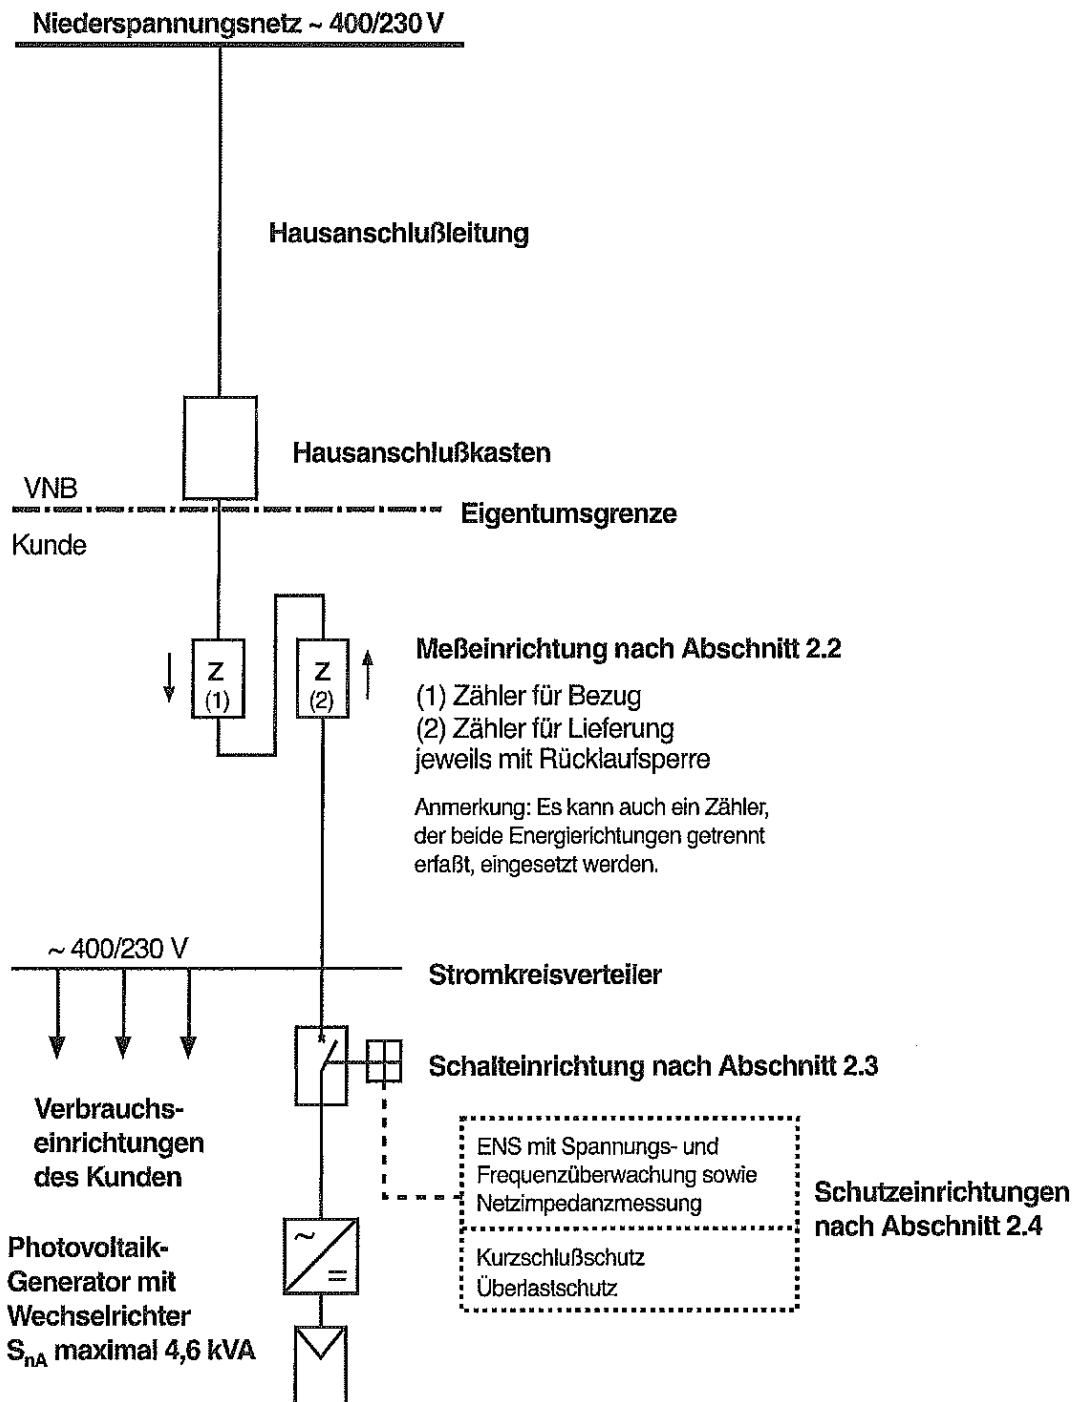 Niederspannungsnetz ~ 400/230 V
Hausanschlußleitung
Hausanschlußkasten
VNB
Eigentumsgrenze
Kunde
Z
(1)
Z
(2)
Meßeinrichtung nach Abschnitt 2.2
(1) Zähler für Bezug
(2) Zähler für Lieferung
jeweils mit Rücklaufsperre
Anmerkung: Es kann auch ein Zähler,
der beide Energierichtungen getrennt
erfaßt, eingesetzt werden.
~ 400/230 V
Stromkreisverteiler
Schalteinrichtung nach Abschnitt 2.3
Verbrauchs-
einrichtungen
des Kunden
ENS mit Spannungs- und
Frequenzüberwachung sowie
Netzimpedanzmessung
Kurzschlußschutz
Überlastschutz
Schutzeinrichtungen
nach Abschnitt 2.4
Photovoltaik-
Generator mit
Wechselrichter
SnA maximal 4,6 kVA
~
=